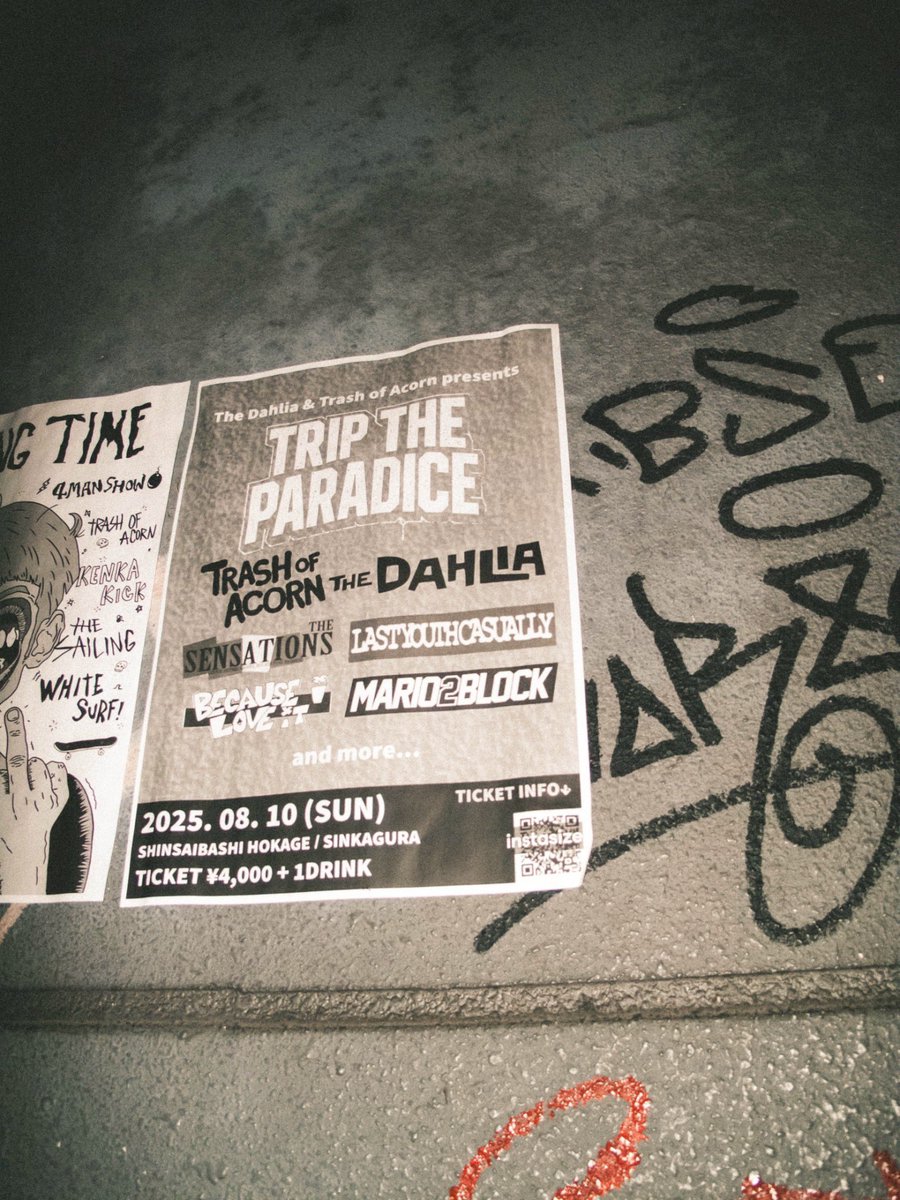 NG TIME
4MANSHOW
TRASH OF
ACORN
KENKA
KICK
THE
SAILING
WHITE
SURF!
The Dahlia & Trash of Acorn presents
TRIP THE
PARADICE
TRASH OF
ACORN
THE DAHLIA
THE
SENSATIONS
LASTYOUTHCASUALLY
BECAUSE
LOVE IT
MARIO2BLOCK
and more...
2025. 08. 10 (SUN)
SHINSAIBASHI HOKAGE / SINKAGURA
TICKET ¥4,000 + 1DRINK
TICKET INFO↓
instasize